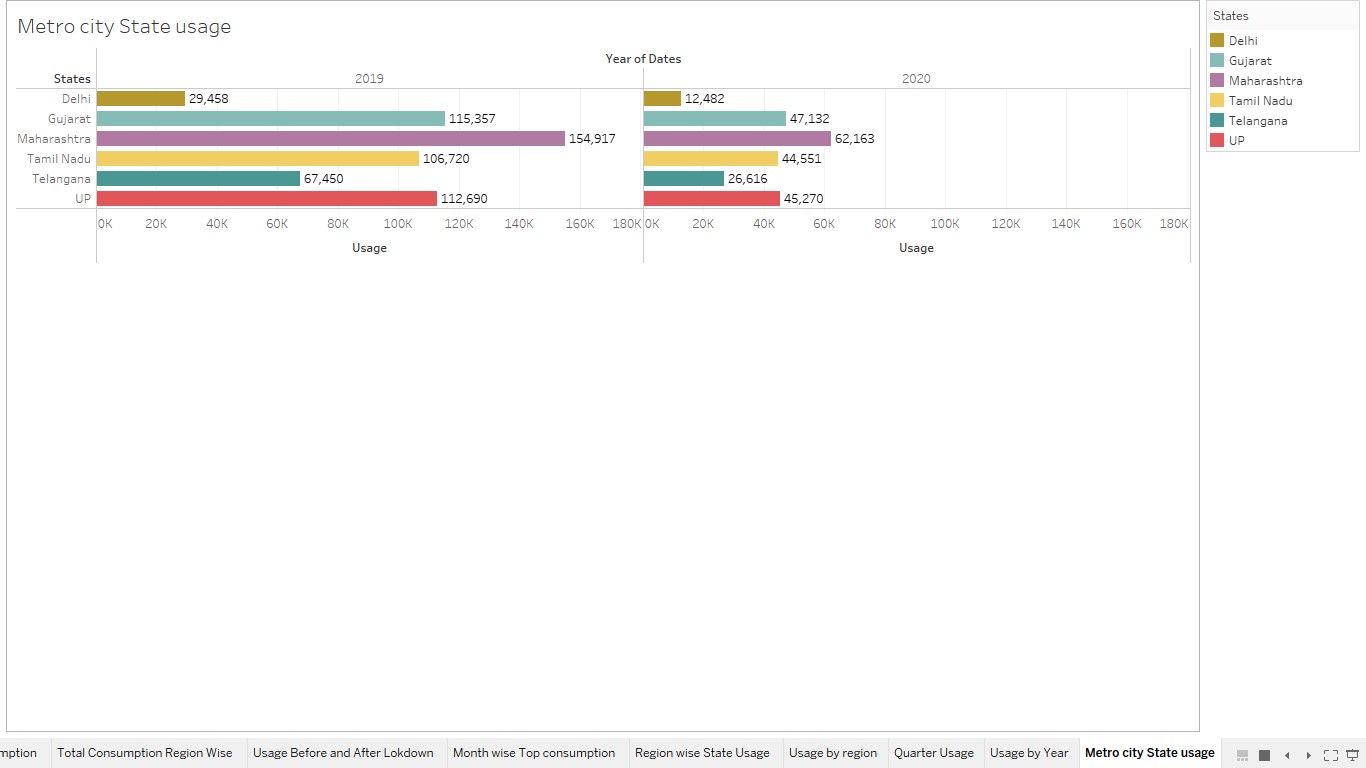 Metro city State usage
States
Delhi
Gujarat
Maharashtra
Tamil Nadu
Telangana
UP
Year of Dates
States 2019 2020
Delhi 29,458 12,482
Gujarat 115,357 47,132
Maharashtra 154,917 62,163
Tamil Nadu 106,720 44,551
Telangana 67,450 26,616
UP 112,690 45,270
0K 20K 40K 60K 80K 100K 120K 140K 160K 180K 0K 20K 40K 60K 80K 100K 120K 140K 160K 180K
Usage Usage
mption Total Consumption Region Wise Usage Before and After Lokdown Month wise Top consumption Region wise State Usage Usage by region Quarter Usage Usage by Year Metro city State usage